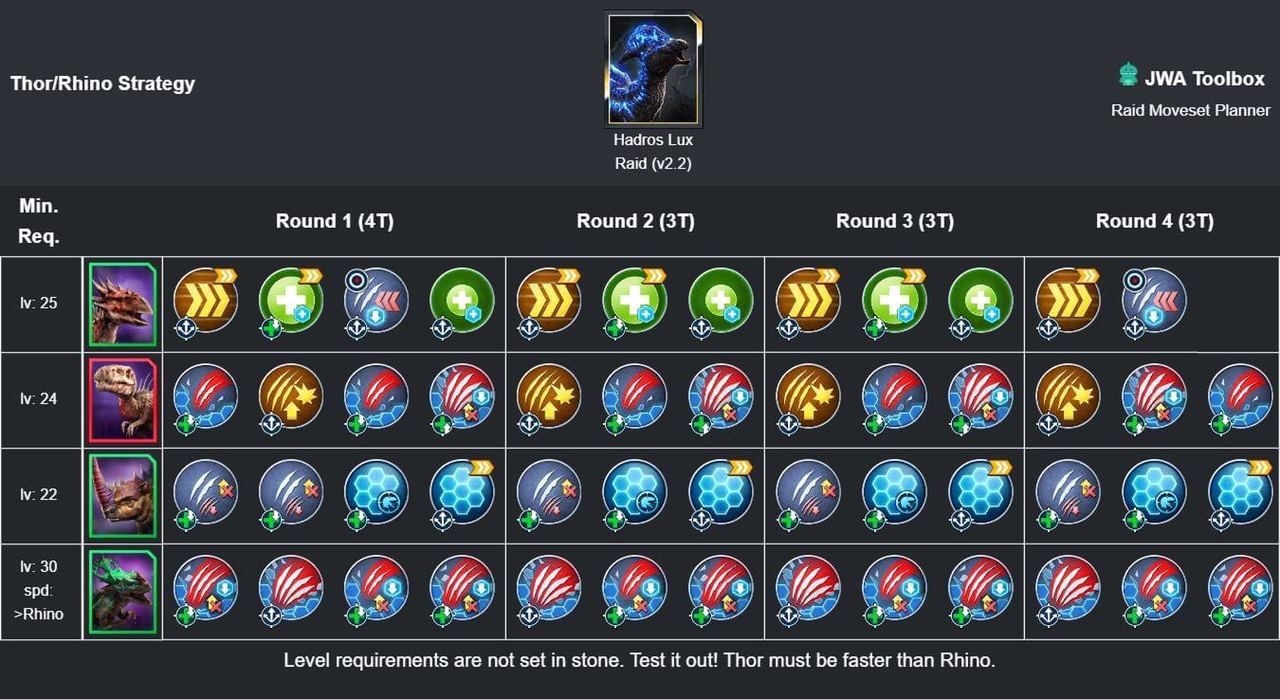 Thor/Rhino Strategy
Hadros Lux
Raid (v2.2)
JWA Toolbox
Raid Moveset Planner
Min.
Req.
Round 1 (4T)
Round 2 (3T)
Round 3 (3T)
Round 4 (3T)
lv: 25
lv: 24
lv: 22
lv: 30
spd:
>Rhino
Level requirements are not set in stone. Test it out! Thor must be faster than Rhino.